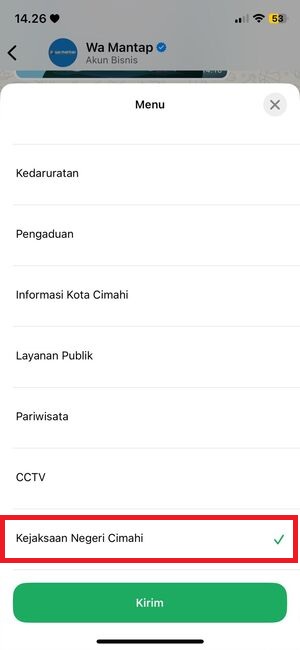 14.26
53
Wa Mantap
Akun Bisnis
Menu
Kedaruratan
Pengaduan
Informasi Kota Cimahi
Layanan Publik
Pariwisata
CCTV
Kejaksaan Negeri Cimahi
Kirim